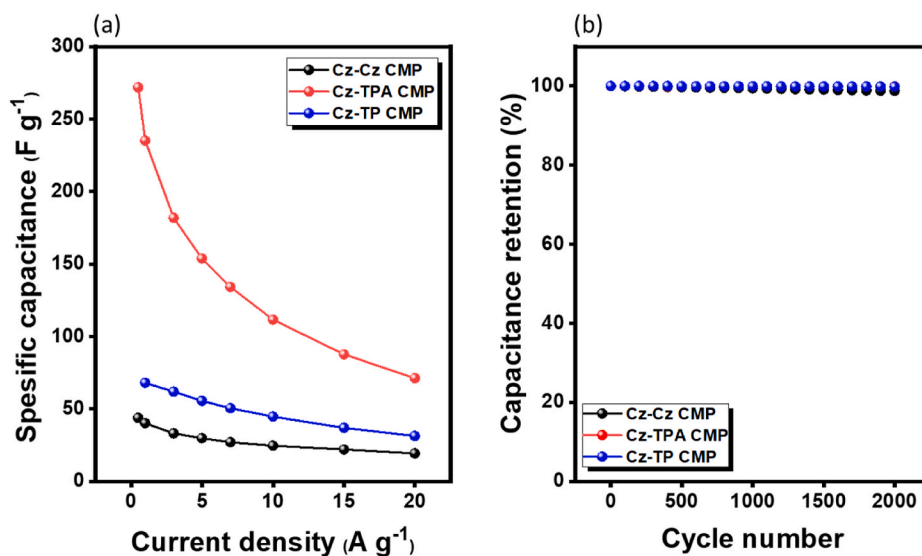 (a)
300
250
200
150
100
50
0
Spesific capacitance (F g⁻¹)
Cz-Cz CMP
Cz-TPA CMP
Cz-TP CMP
0 5 10 15 20
Current density (A g⁻¹)
(b)
100
80
60
40
20
0
Capacitance retention (%)
Cz-Cz CMP
Cz-TPA CMP
Cz-TP CMP
0 500 1000 1500 2000
Cycle number